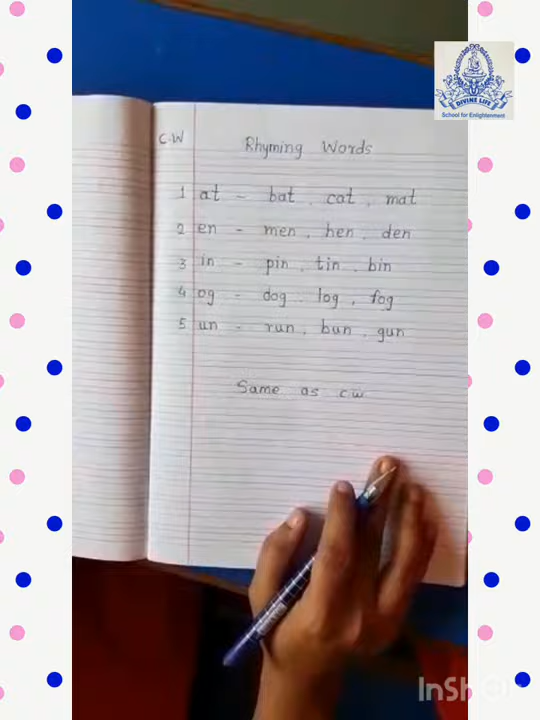 DIVINE LIFE
School for Enlightenment
C.W
Rhyming Words
1 at - bat, cat, mat
2 en - men, hen, den
3 in - pin, tin, bin
4 og - dog, log, fog
5 un - run, bun, gun
Same as cw